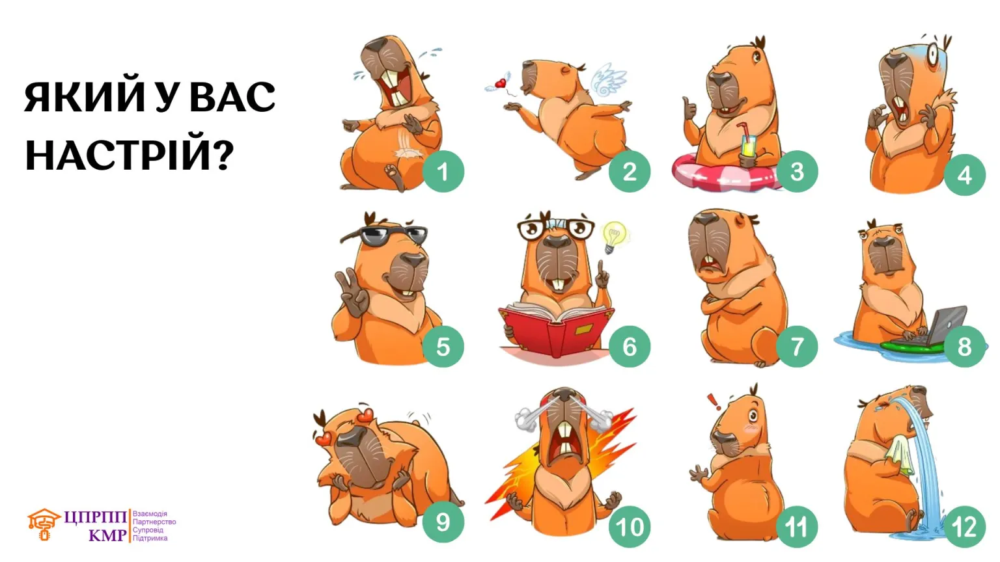 ЯКИЙ У ВАС
НАСТРІЙ?
1
2
3
4
5
6
7
8
9
10
11
12
ЦПРПП
КМР
Взаємодія
Партнерство
Супровід
Підтримка